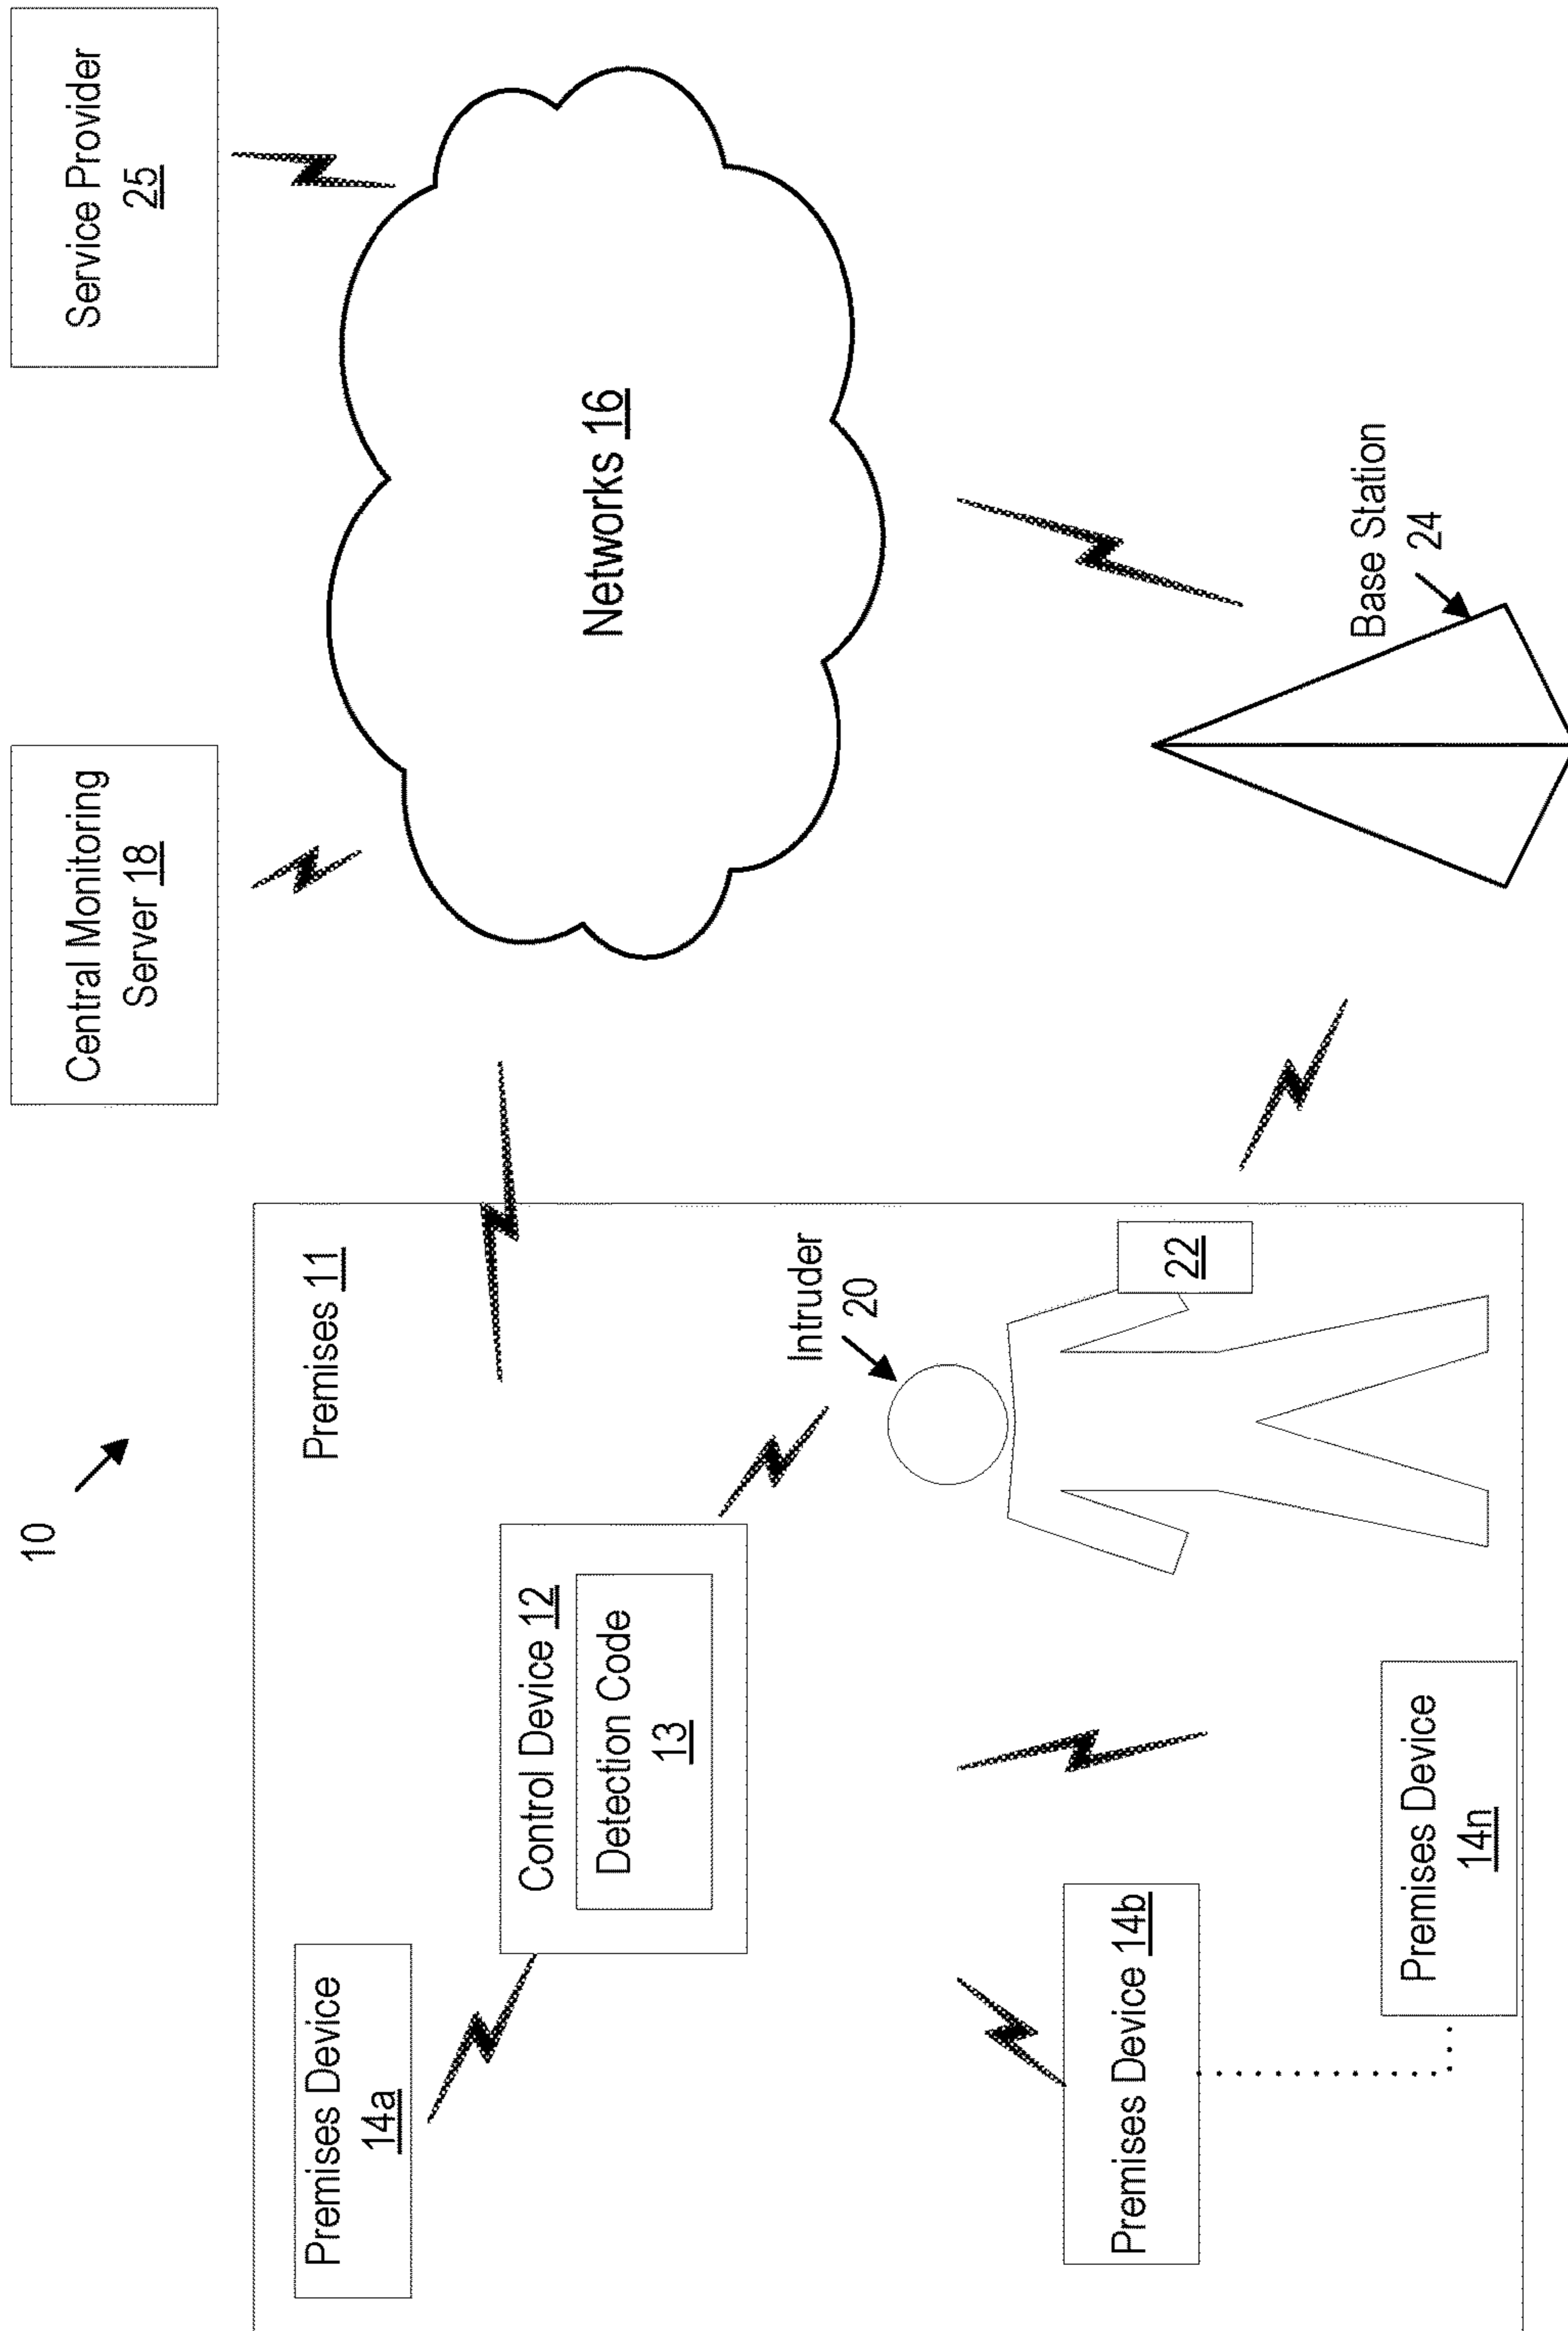 10
Premises 11
Premises Device
14a
Control Device 12
Detection Code
13
Premises Device 14b
Premises Device
14n
Intruder
20
22
Central Monitoring
Server 18
Service Provider
25
Networks 16
Base Station
24